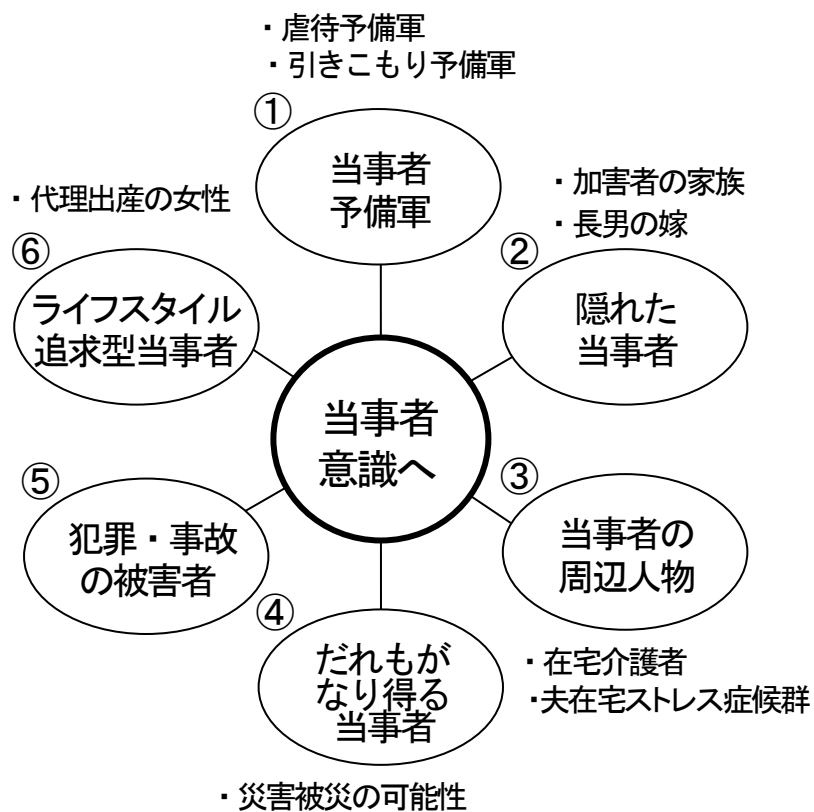 ・虐待予備軍
・引きこもり予備軍
①
当事者
予備軍
・加害者の家族
・長男の嫁
②
隠れた
当事者
③
当事者の
周辺人物
・在宅介護者
・夫在宅ストレス症候群
④
だれもが
なり得る
当事者
・災害被災の可能性
⑤
犯罪・事故
の被害者
・代理出産の女性
⑥
ライフスタイル
追求型当事者
当事者
意識へ